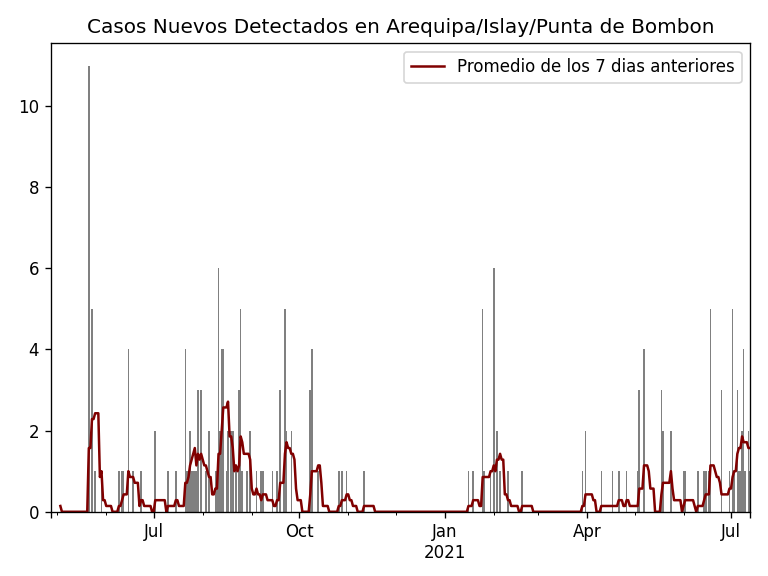 Casos Nuevos Detectados en Arequipa/Islay/Punta de Bombon
Promedio de los 7 dias anteriores
10
8
6
4
2
0
Jul Oct Jan Apr Jul
2021